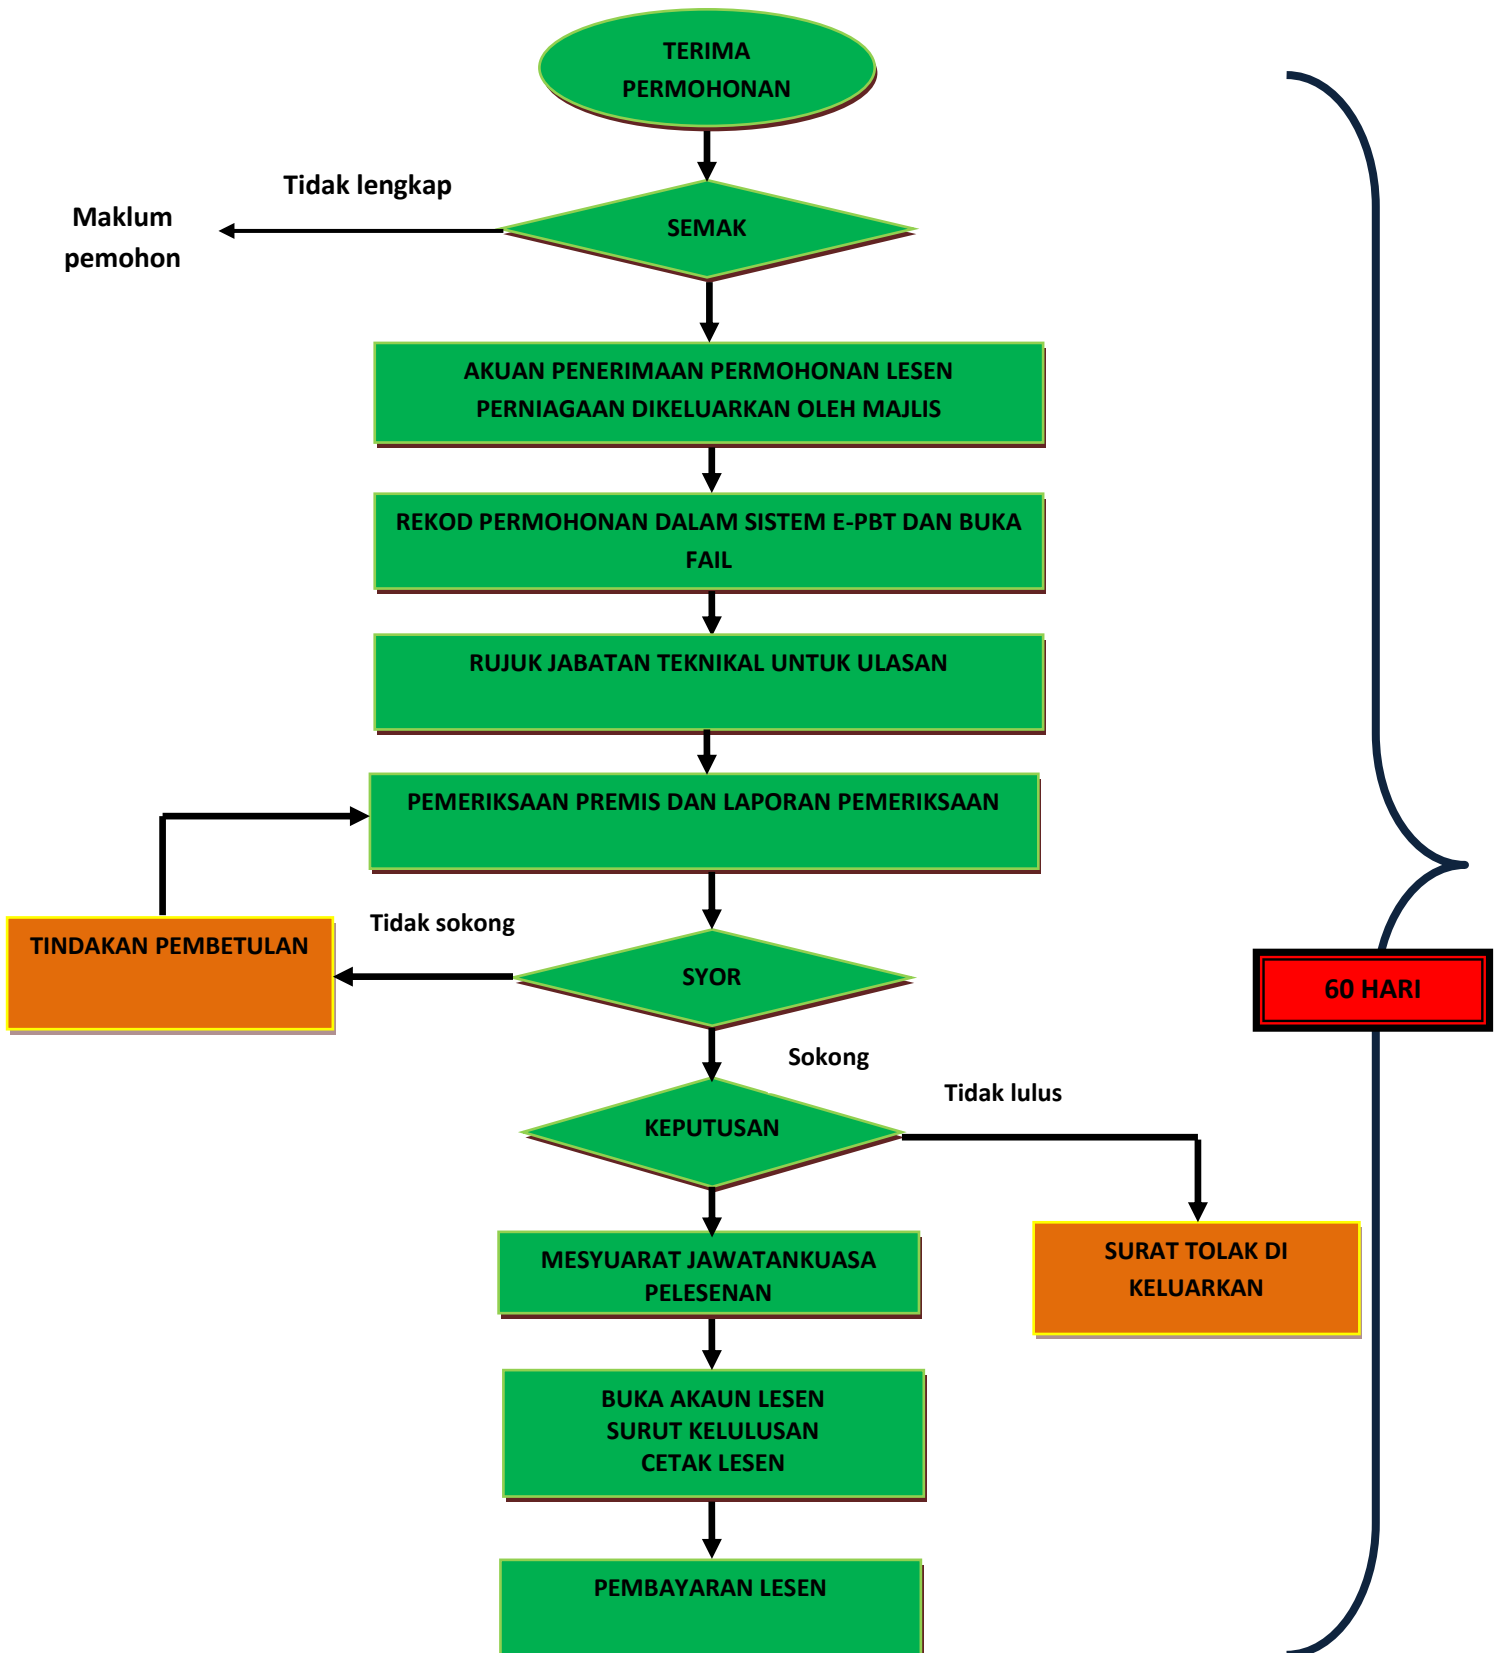 TERIMA
PERMOHONAN
Tidak lengkap
Maklum
pemohon
SEMAK
AKUAN PENERIMAAN PERMOHONAN LESEN
PERNIAGAAN DIKELUARKAN OLEH MAJLIS
REKOD PERMOHONAN DALAM SISTEM E-PBT DAN BUKA
FAIL
RUJUK JABATAN TEKNIKAL UNTUK ULASAN
PEMERIKSAAN PREMIS DAN LAPORAN PEMERIKSAAN
Tidak sokong
TINDAKAN PEMBETULAN
SYOR
60 HARI
Sokong
Tidak lulus
KEPUTUSAN
MESYUARAT JAWATANKUASA
PELESENAN
SURAT TOLAK DI
KELUARKAN
BUKA AKAUN LESEN
SURUT KELULUSAN
CETAK LESEN
PEMBAYARAN LESEN